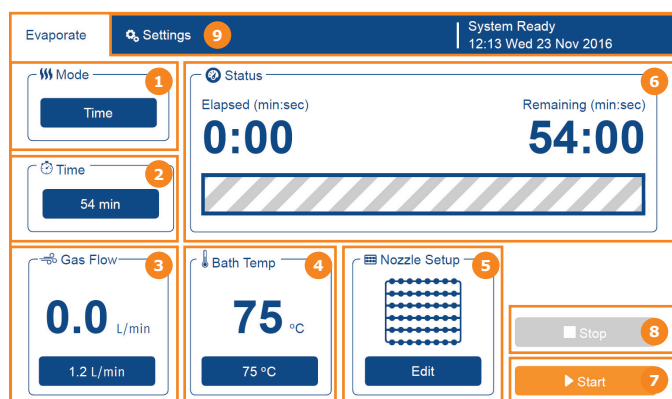 Evaporate
Settings
9
System Ready
12:13 Wed 23 Nov 2016
Mode
1
Time
Time
2
54 min
Status
6
Elapsed (min:sec)
Remaining (min:sec)
0:00
54:00
Gas Flow
3
0.0 L/min
1.2 L/min
Bath Temp
4
75 °C
75 °C
Nozzle Setup
5
Edit
Stop
8
Start
7